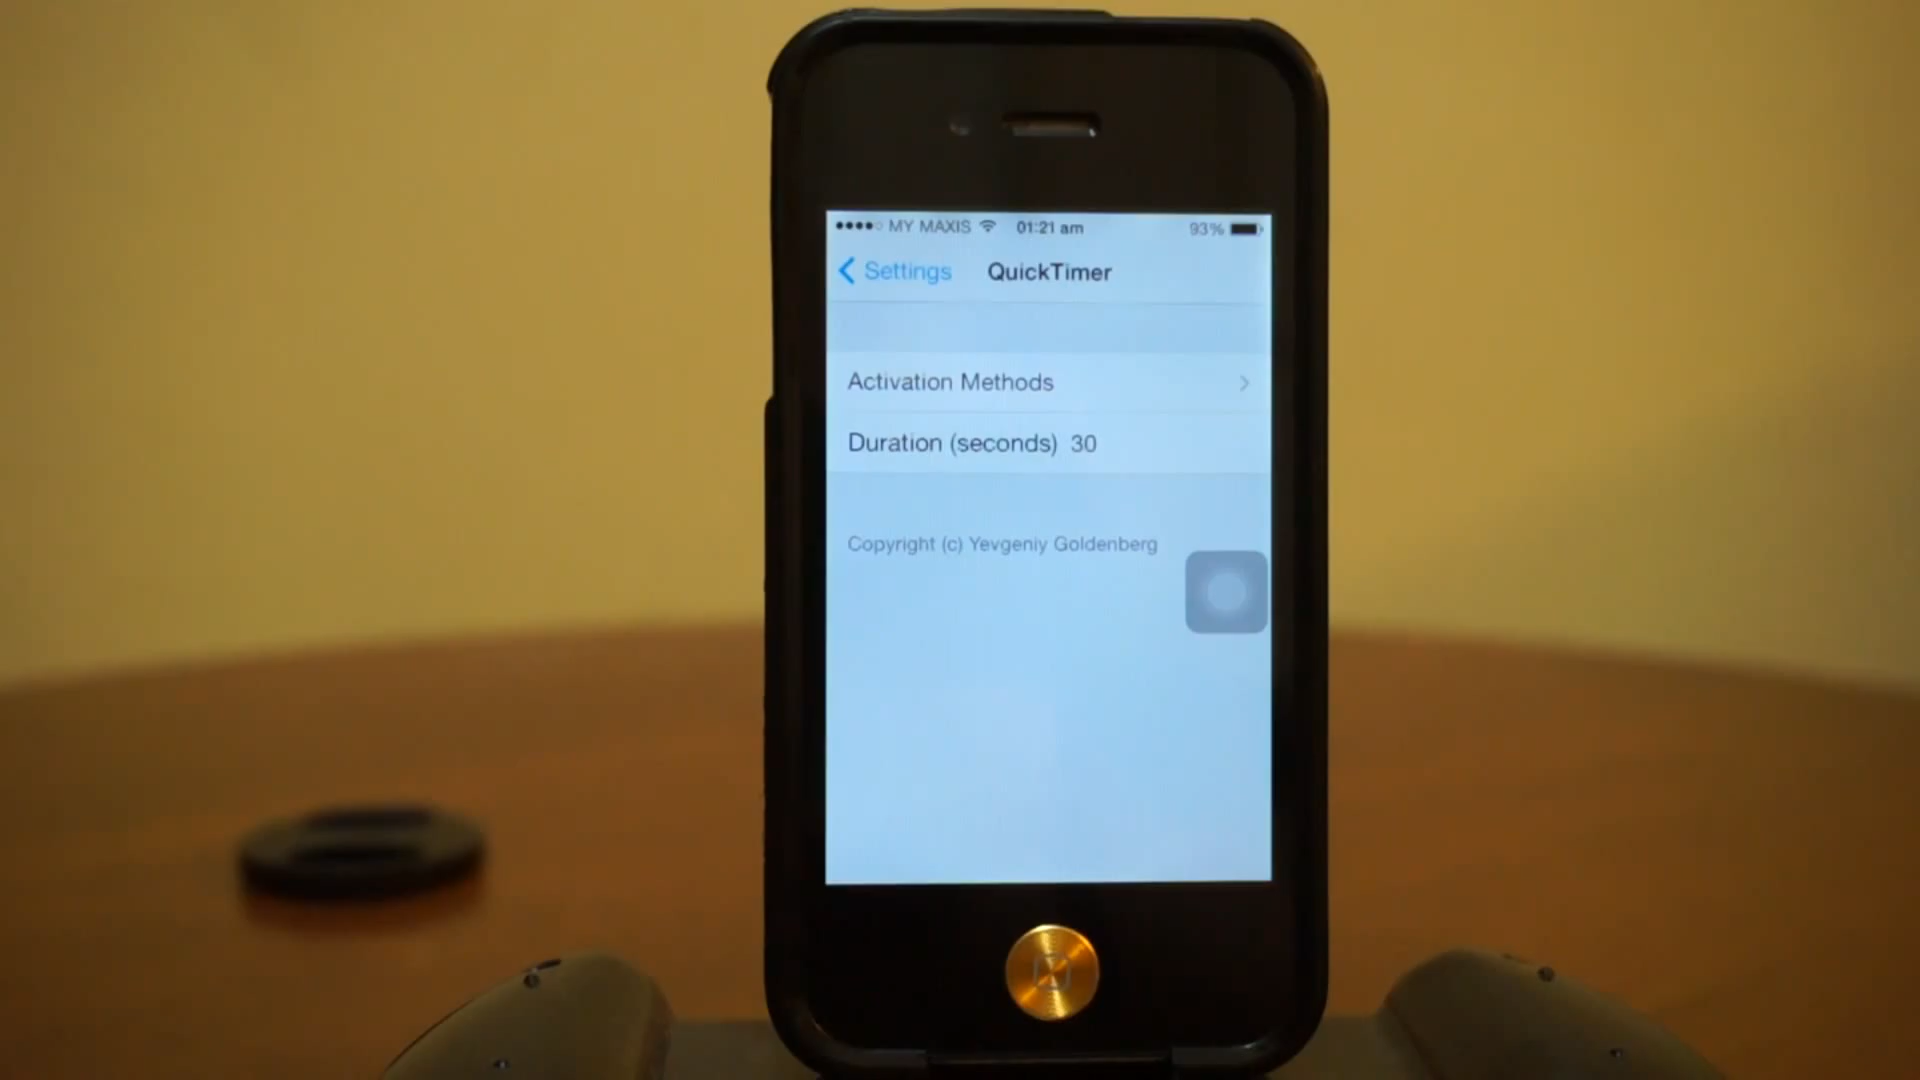 MY MAXIS 01:21 am 93%
Settings QuickTimer
Activation Methods
Duration (seconds) 30
Copyright (c) Yevgeniy Goldenberg